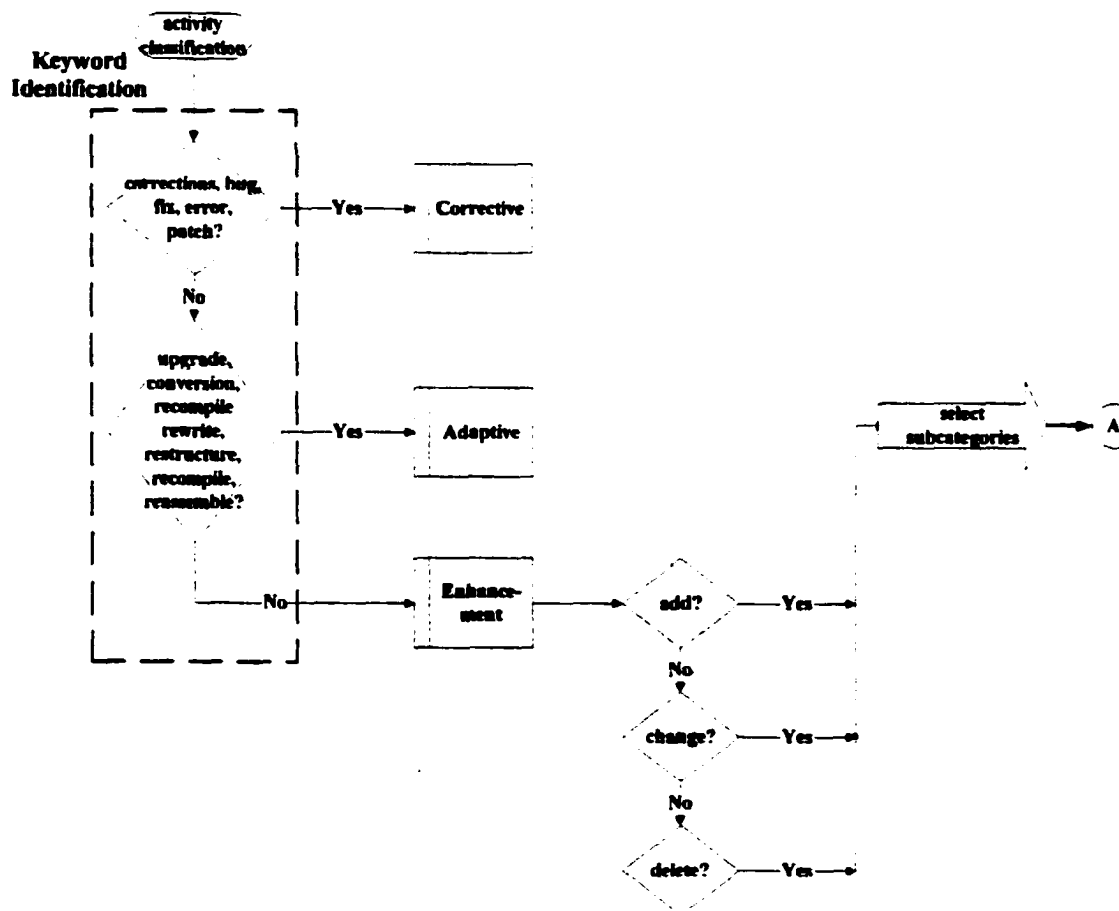 activity
classification
Keyword
Identification
corrections, bug,
fix, error,
patch?
Yes
Corrective
No
upgrade,
conversion,
recompile
rewrite,
restructure,
recompile,
reassemble?
Yes
Adaptive
select
subcategories
A
No
Enhance-
ment
add?
Yes
No
change?
Yes
No
delete?
Yes